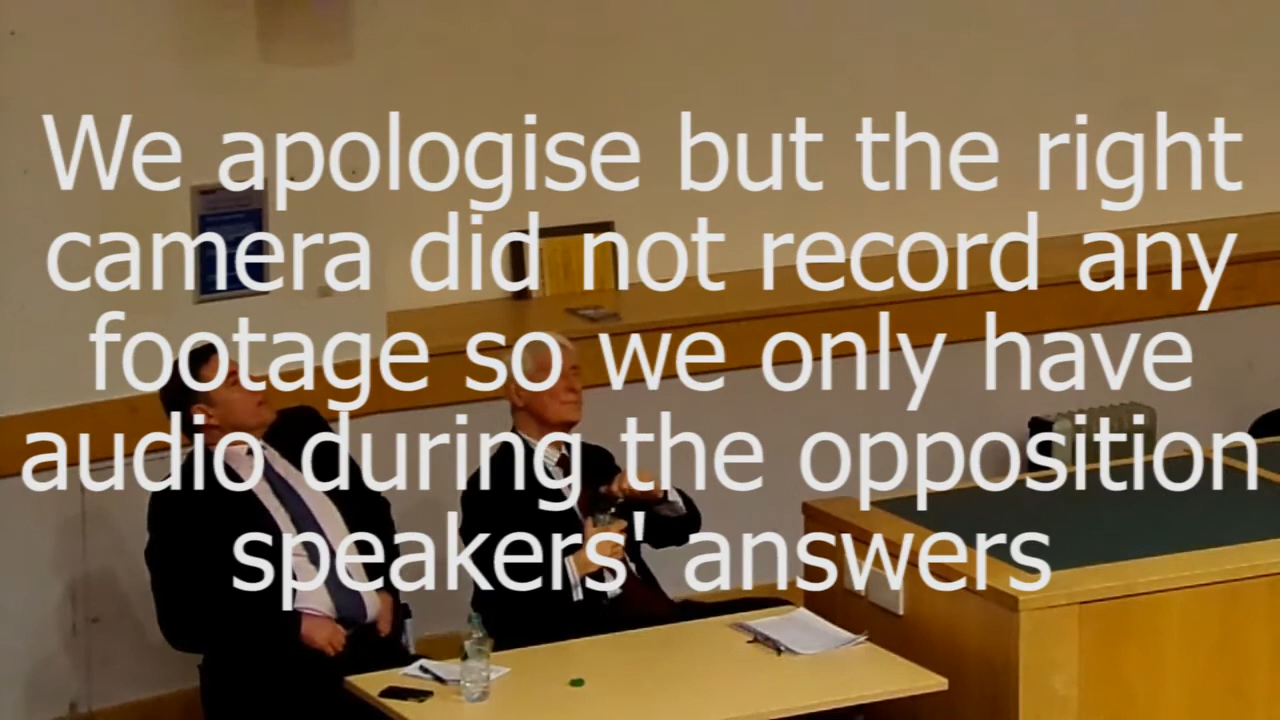 We apologise but the right
camera did not record any
footage so we only have
audio during the opposition
speakers' answers